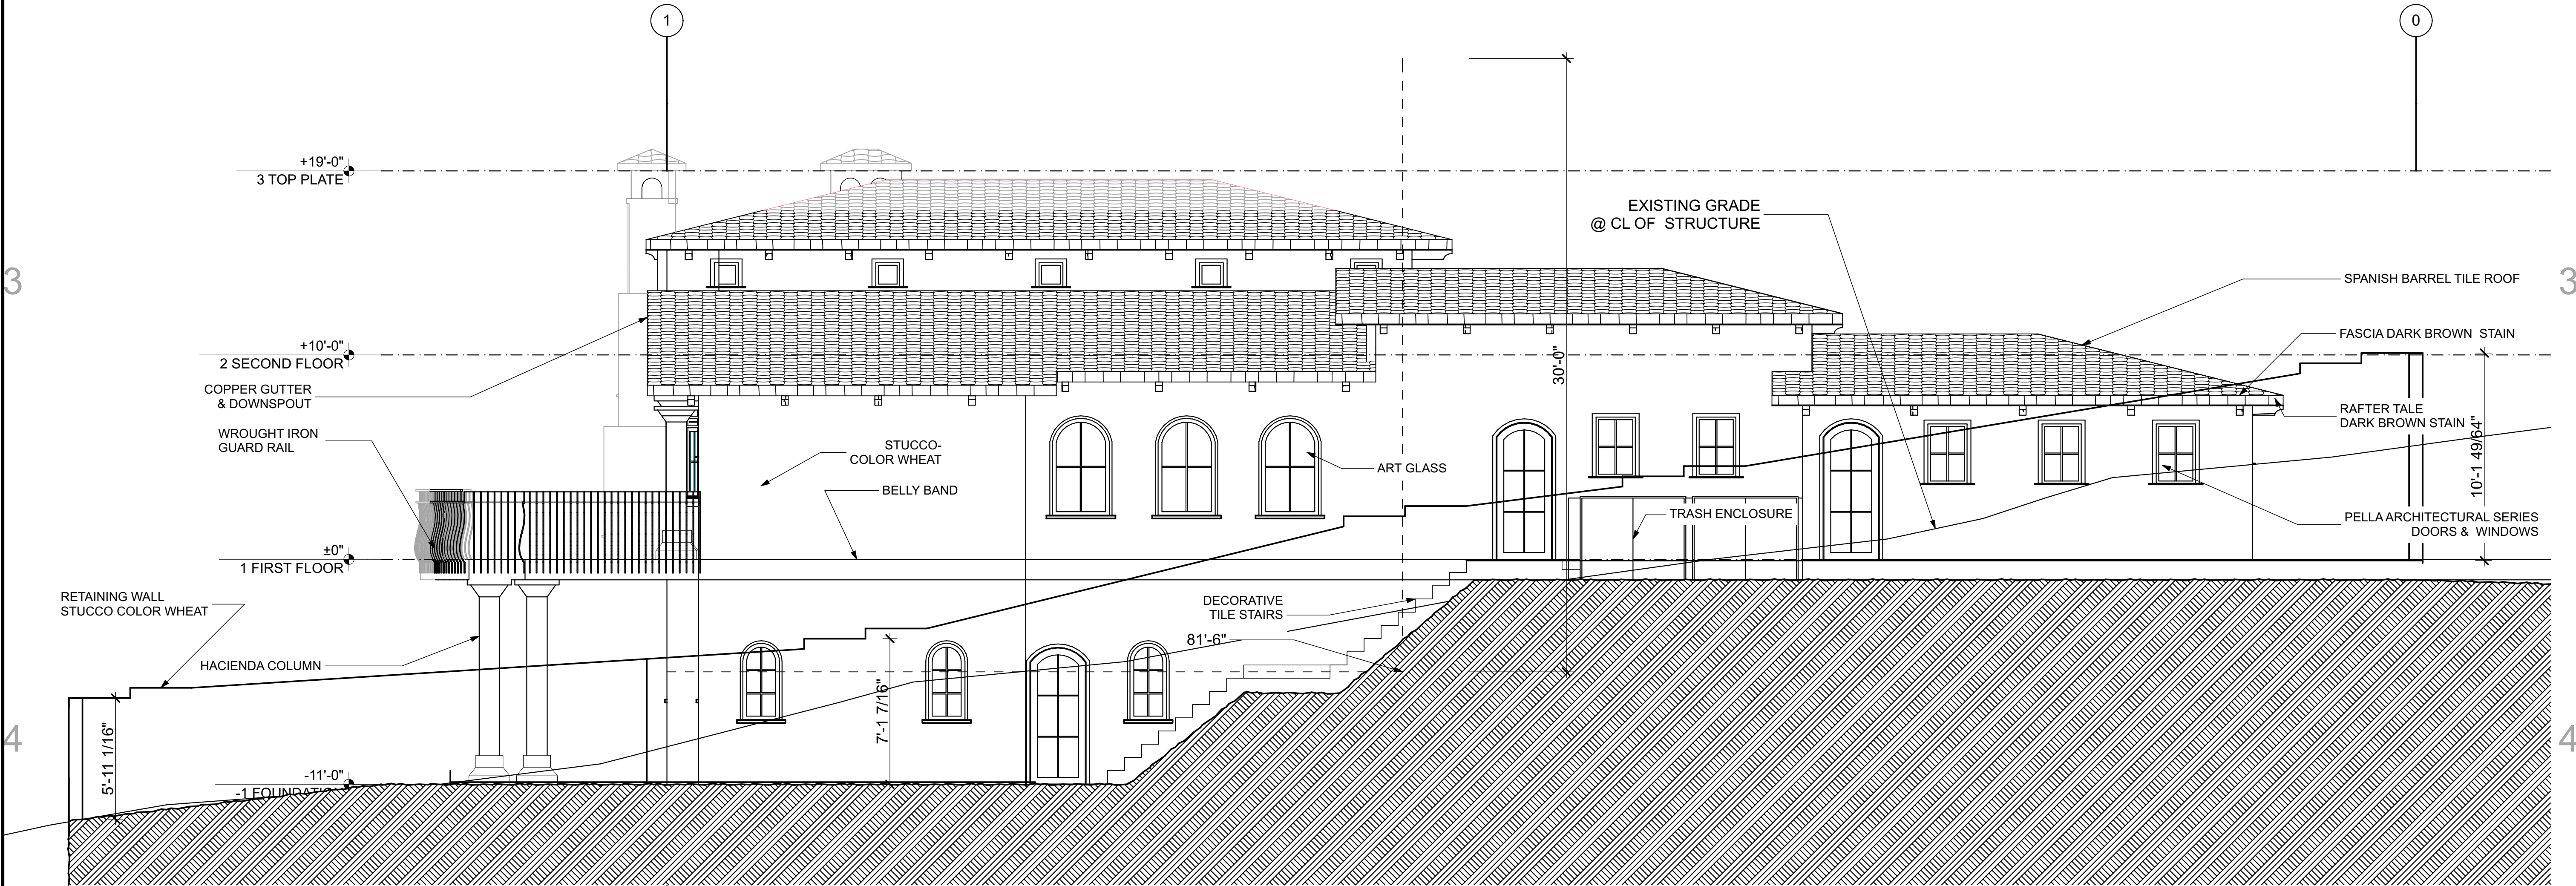 1
0
+19'-0"
3 TOP PLATE
EXISTING GRADE
@ CL OF STRUCTURE
3
3
SPANISH BARREL TILE ROOF
FASCIA DARK BROWN STAIN
+10'-0"
2 SECOND FLOOR
30'-0"
COPPER GUTTER
& DOWNSPOUT
RAFTER TALE
DARK BROWN STAIN
WROUGHT IRON
GUARD RAIL
STUCCO-
COLOR WHEAT
ART GLASS
10'-1 49/64"
BELLY BAND
TRASH ENCLOSURE
PELLA ARCHITECTURAL SERIES
DOORS & WINDOWS
±0"
1 FIRST FLOOR
RETAINING WALL
STUCCO COLOR WHEAT
DECORATIVE
TILE STAIRS
81'-6"
HACIENDA COLUMN
7'-1 7/16"
4
4
5'-11 1/16"
-11'-0"
-1